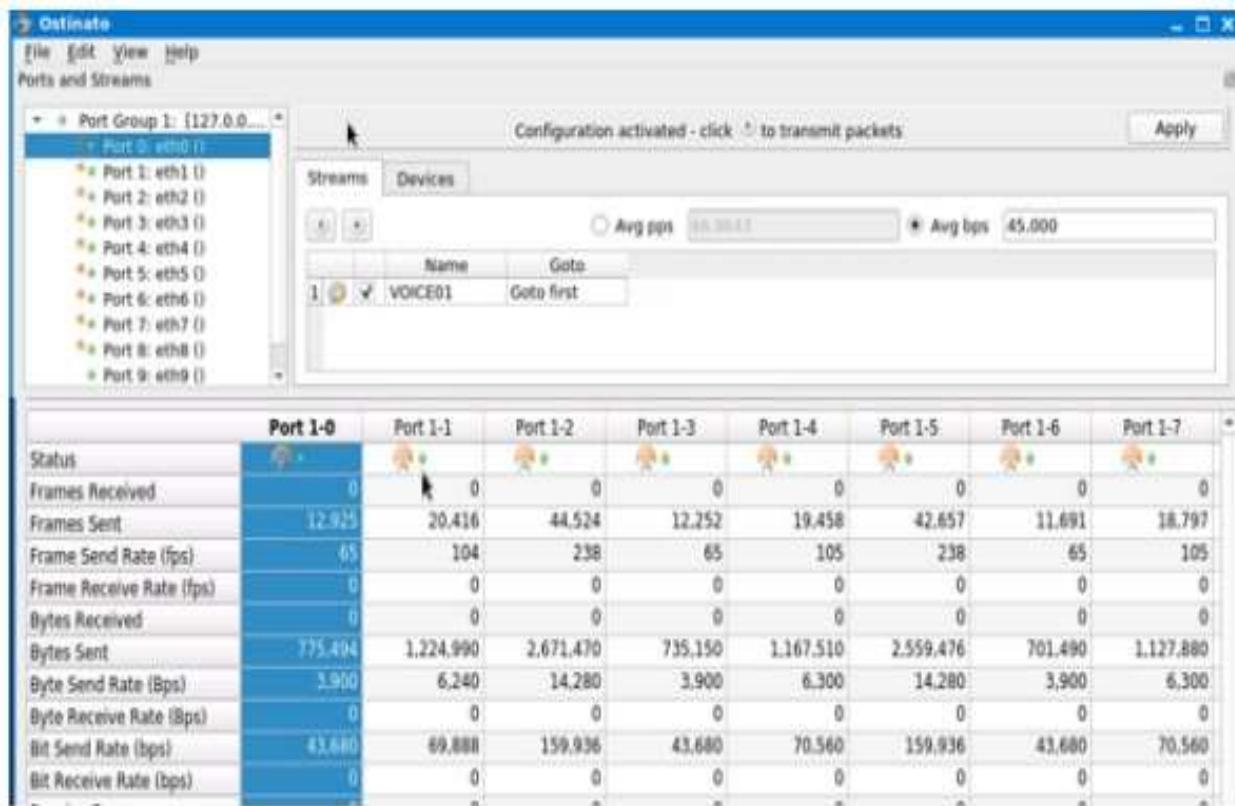 Ostinato
File Edit View Help
Ports and Streams
Port Group 1: [127.0.0....
Port 0: eth0 ()
Port 1: eth1 ()
Port 2: eth2 ()
Port 3: eth3 ()
Port 4: eth4 ()
Port 5: eth5 ()
Port 6: eth6 ()
Port 7: eth7 ()
Port 8: eth8 ()
Port 9: eth9 ()
Configuration activated - click to transmit packets
Apply
Streams Devices
Avg pps Avg bps 45.000
Name Goto
1 VOICE01 Goto first
Port 1-0 Port 1-1 Port 1-2 Port 1-3 Port 1-4 Port 1-5 Port 1-6 Port 1-7
Status
Frames Received 0 0 0 0 0 0 0 0
Frames Sent 12,925 20,416 44,524 12,252 19,458 42,657 11,691 18,797
Frame Send Rate (fps) 65 104 238 65 105 238 65 105
Frame Receive Rate (fps) 0 0 0 0 0 0 0 0
Bytes Received 0 0 0 0 0 0 0 0
Bytes Sent 775,494 1,224,990 2,671,470 735,150 1,167,510 2,559,476 701,490 1,127,880
Byte Send Rate (Bps) 3,900 6,240 14,280 3,900 6,300 14,280 3,900 6,300
Byte Receive Rate (Bps) 0 0 0 0 0 0 0 0
Bit Send Rate (bps) 43,680 69,888 159,936 43,680 70,560 159,936 43,680 70,560
Bit Receive Rate (bps) 0 0 0 0 0 0 0 0